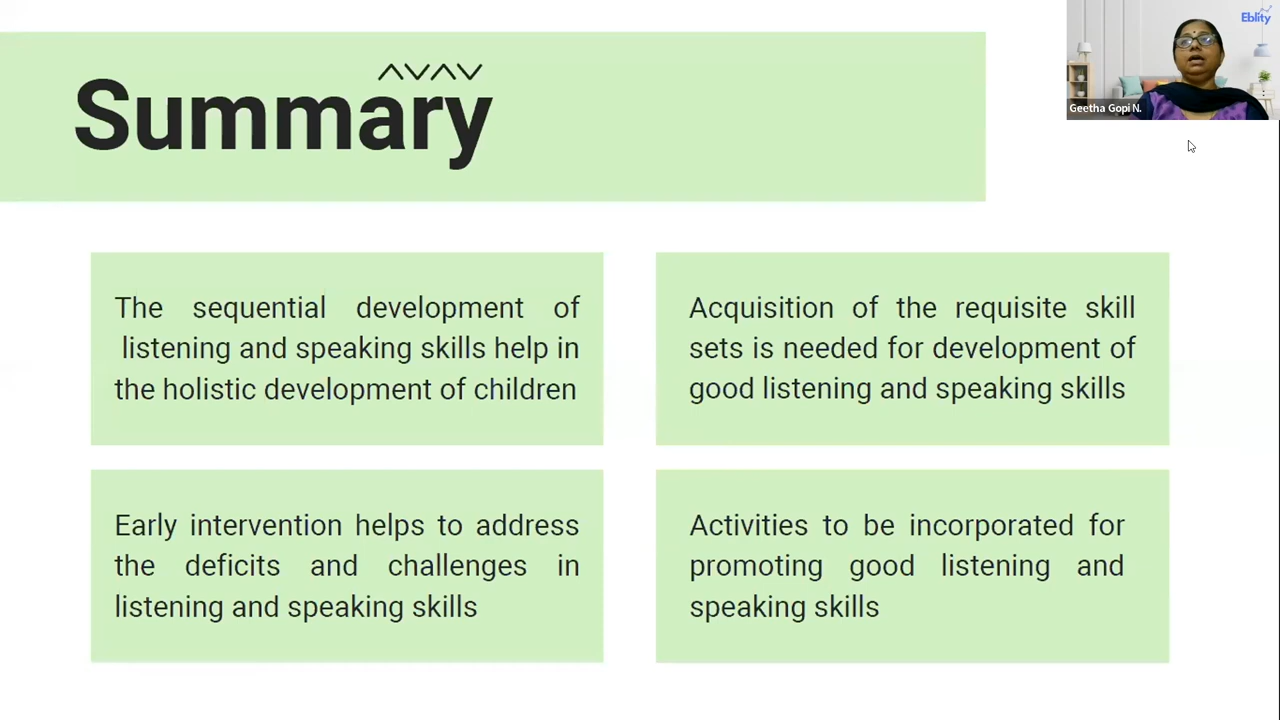 Summary
Eblity
Geetha Gopi N.
The sequential development of
listening and speaking skills help in
the holistic development of children
Acquisition of the requisite skill
sets is needed for development of
good listening and speaking skills
Early intervention helps to address
the deficits and challenges in
listening and speaking skills
Activities to be incorporated for
promoting good listening and
speaking skills